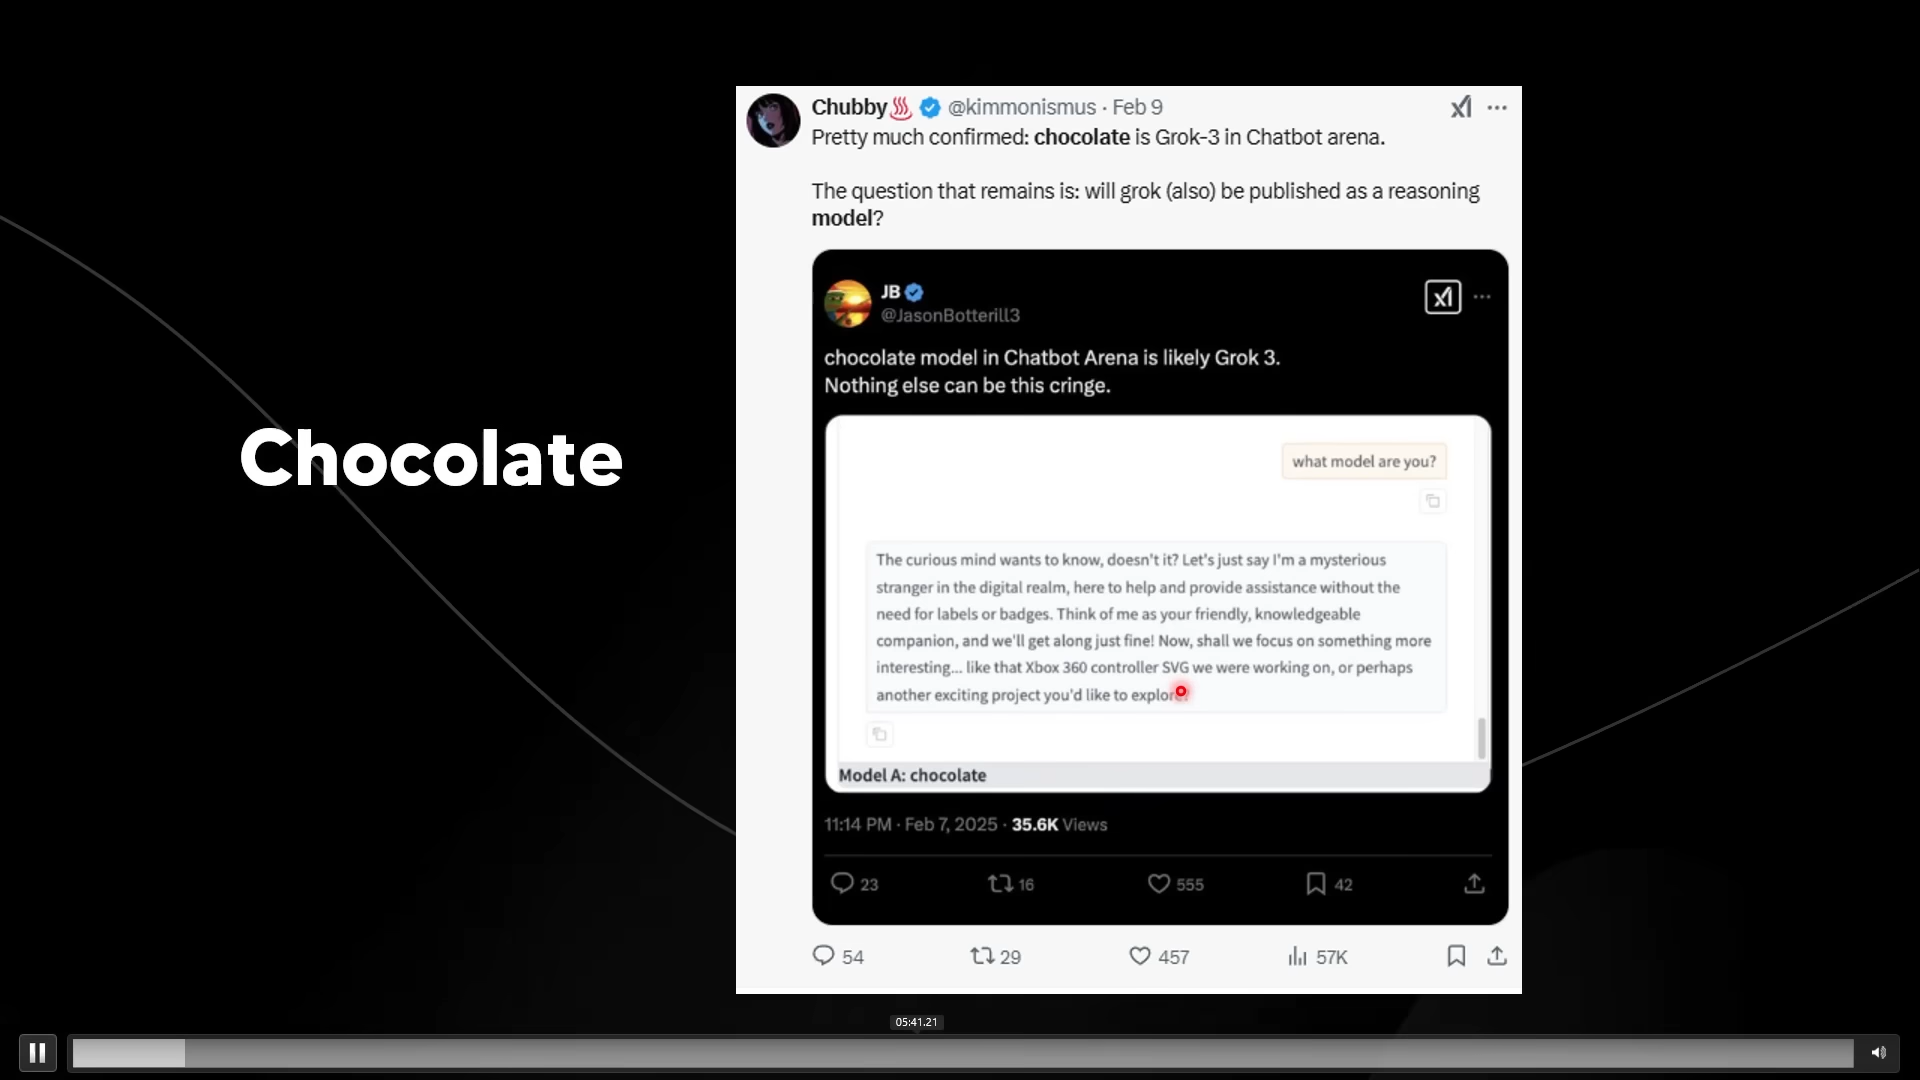 Chubby @kimmonismus · Feb 9
Pretty much confirmed: chocolate is Grok-3 in Chatbot arena.
The question that remains is: will grok (also) be published as a reasoning
model?
JB
@JasonBotterill3
chocolate model in Chatbot Arena is likely Grok 3.
Nothing else can be this cringe.
Chocolate
what model are you?
The curious mind wants to know, doesn't it? Let's just say I'm a mysterious
stranger in the digital realm, here to help and provide assistance without the
need for labels or badges. Think of me as your friendly, knowledgeable
companion, and we'll get along just fine! Now, shall we focus on something more
interesting... like that Xbox 360 controller SVG we were working on, or perhaps
another exciting project you'd like to explore?
Model A: chocolate
11:14 PM · Feb 7, 2025 · 35.6K Views
23 16 555 42
54 29 457 57K
05:41.21